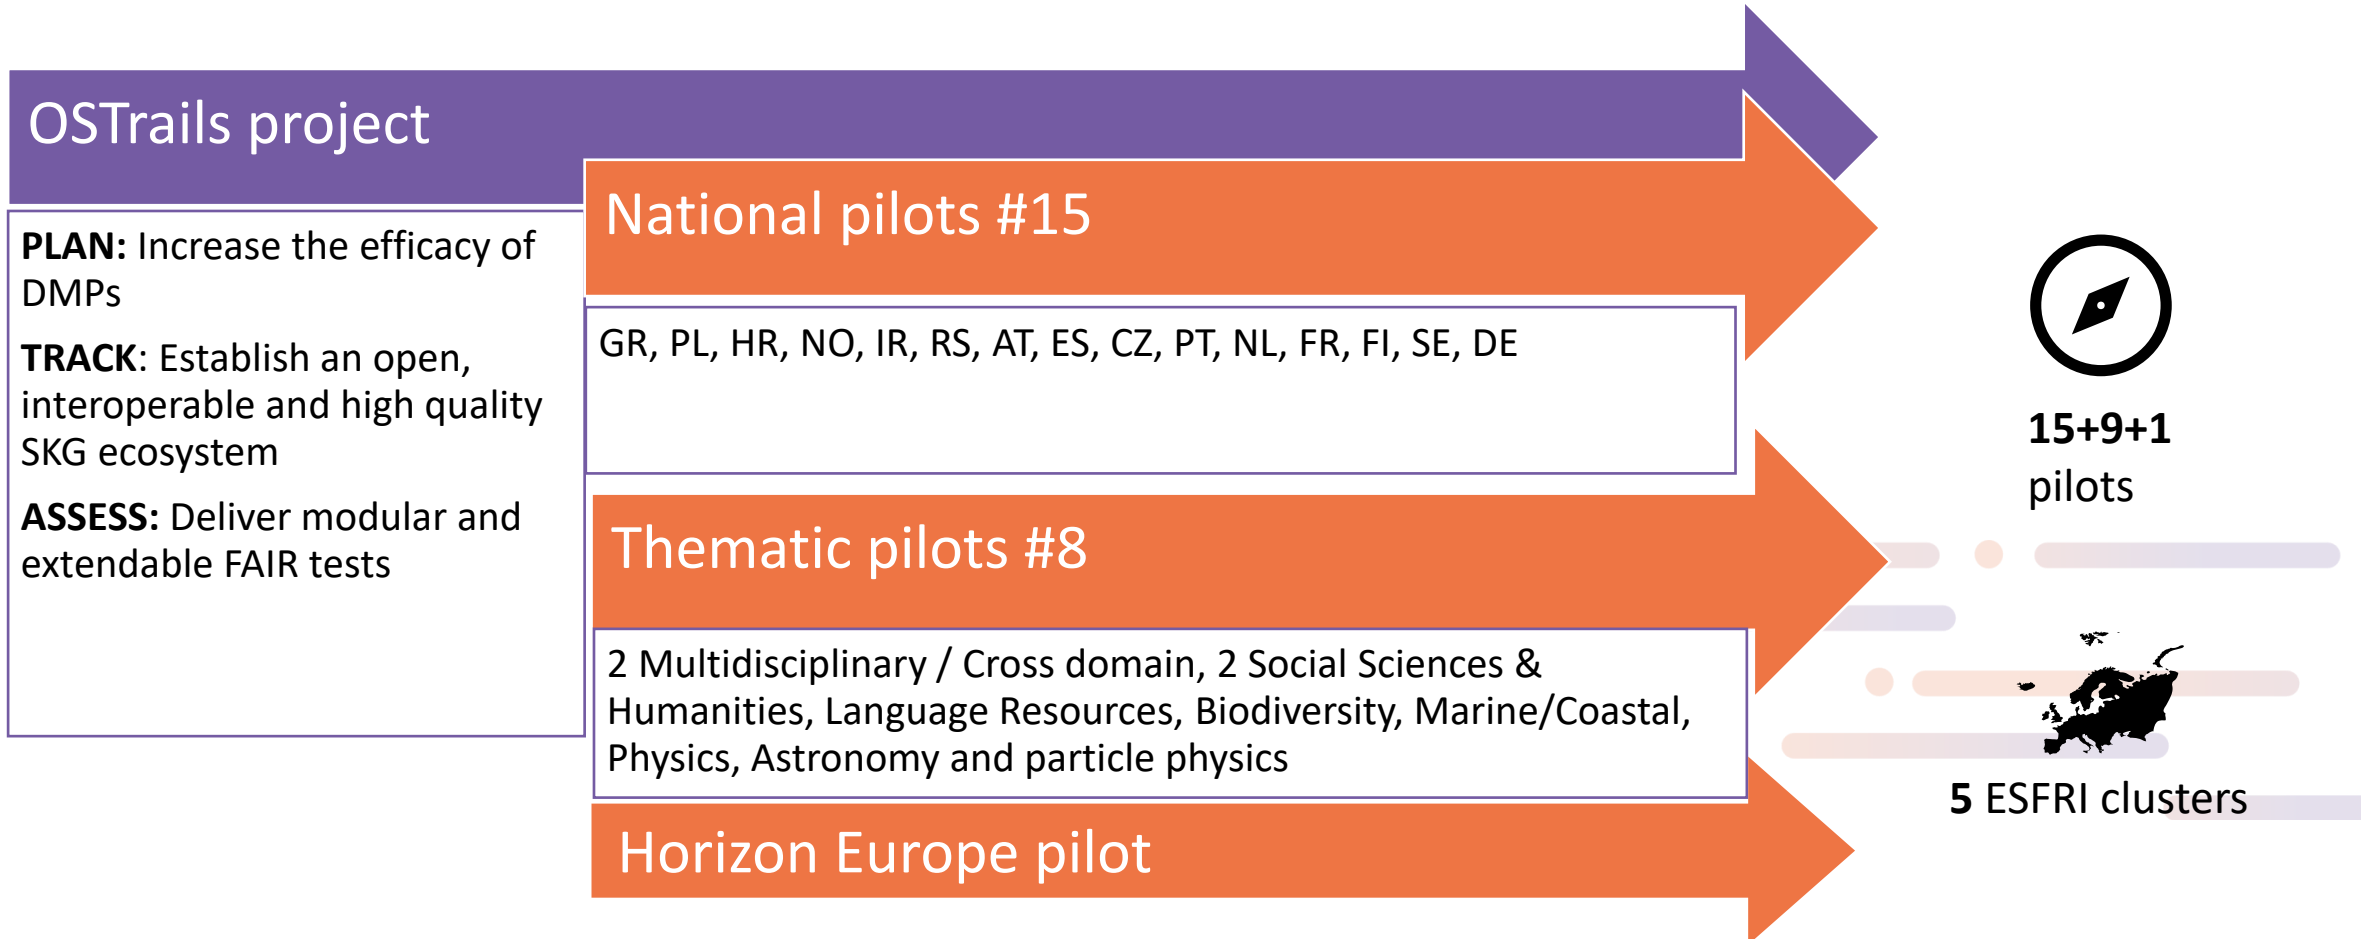 OSTrails project
PLAN: Increase the efficacy of
DMPs
TRACK: Establish an open,
interoperable and high quality
SKG ecosystem
ASSESS: Deliver modular and
extendable FAIR tests
National pilots #15
GR, PL, HR, NO, IR, RS, AT, ES, CZ, PT, NL, FR, FI, SE, DE
Thematic pilots #8
2 Multidisciplinary / Cross domain, 2 Social Sciences &
Humanities, Language Resources, Biodiversity, Marine/Coastal,
Physics, Astronomy and particle physics
Horizon Europe pilot
15+9+1
pilots
5 ESFRI clusters